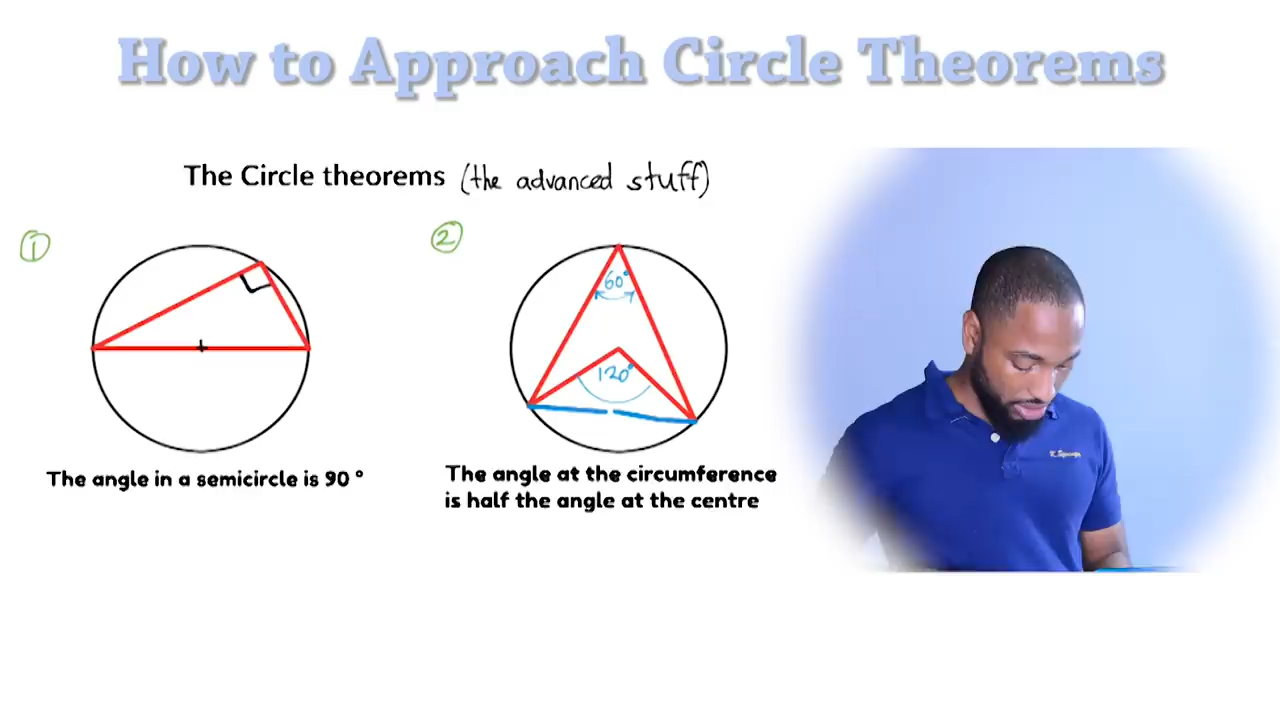 How to Approach Circle Theorems
The Circle theorems (the advanced stuff)
①
②
60°
120°
The angle in a semicircle is 90 °
The angle at the circumference
is half the angle at the centre